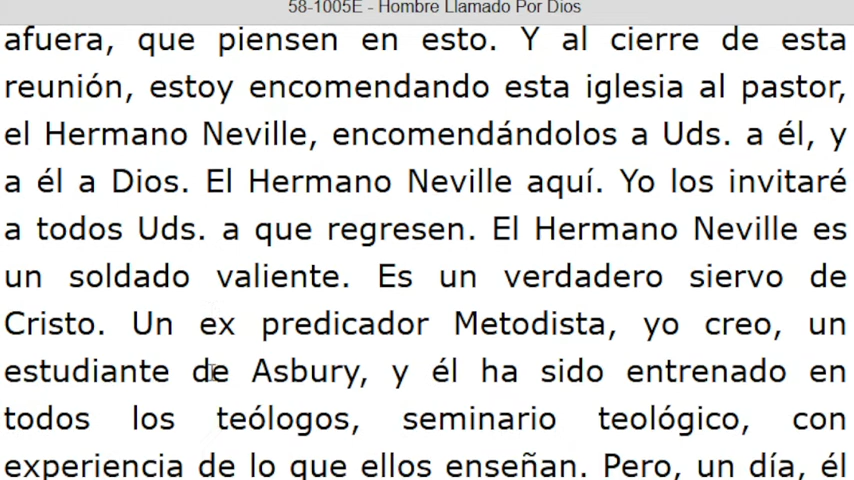 58-1005E - Hombre Llamado Por Dios
afuera, que piensen en esto. Y al cierre de esta
reunión, estoy encomendando esta iglesia al pastor,
el Hermano Neville, encomendándolos a Uds. a él, y
a él a Dios. El Hermano Neville aquí. Yo los invitaré
a todos Uds. a que regresen. El Hermano Neville es
un soldado valiente. Es un verdadero siervo de
Cristo. Un ex predicador Metodista, yo creo, un
estudiante de Asbury, y él ha sido entrenado en
todos los teólogos, seminario teológico, con
experiencia de lo que ellos enseñan. Pero, un día, él